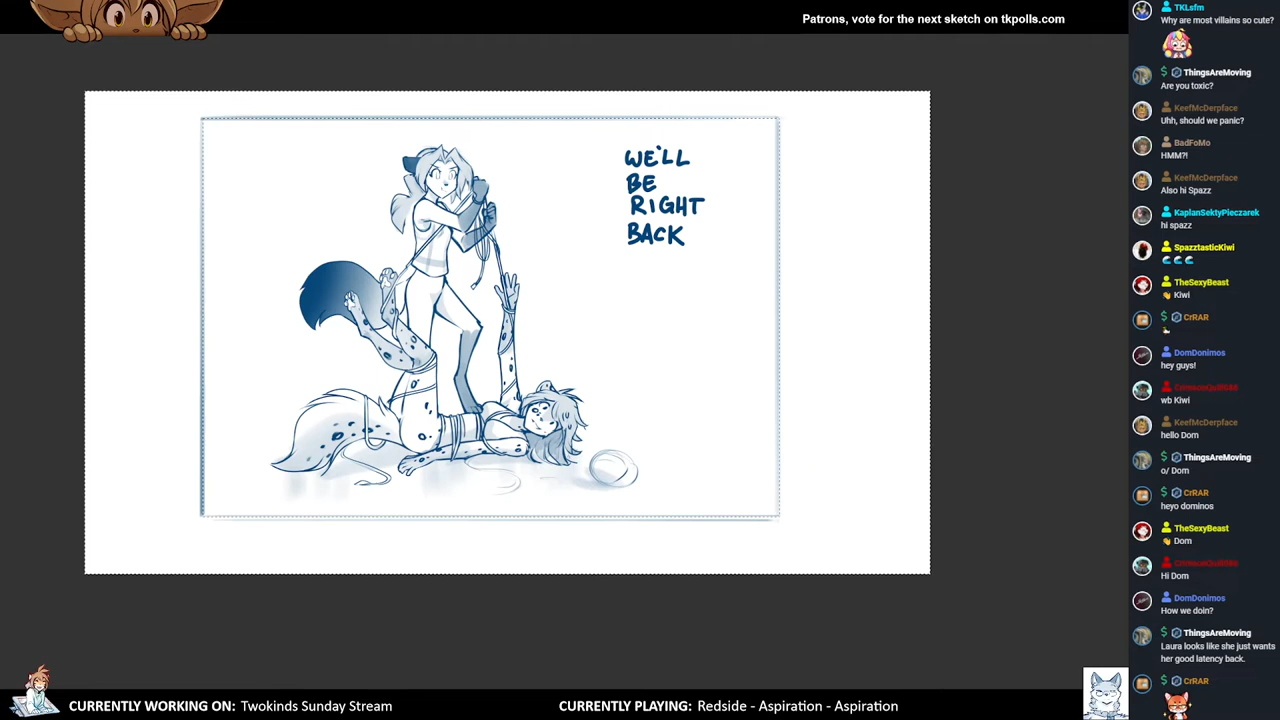 Patrons, vote for the next sketch on tkpolls.com
WE'LL
BE
RIGHT
BACK
CURRENTLY WORKING ON: Twokinds Sunday Stream
CURRENTLY PLAYING: Redside - Aspiration - Aspiration
TKLsfm
Why are most villains so cute?
$ ThingsAreMoving
Are you toxic?
KeefMcDerpface
Uhh, should we panic?
BadFoMo
HMM?!
KeefMcDerpface
Also hi Spazz
KaplanSektyPieczarek
hi spazz
SpazztasticKiwi
TheSexyBeast
Kiwi
$ CrRAR
DomDonimos
hey guys!
wb Kiwi
KeefMcDerpface
hello Dom
$ ThingsAreMoving
o/ Dom
$ CrRAR
heyo dominos
TheSexyBeast
Dom
Hi Dom
DomDonimos
How we doin?
$ ThingsAreMoving
Laura looks like she just wants
her good latency back.
$ CrRAR